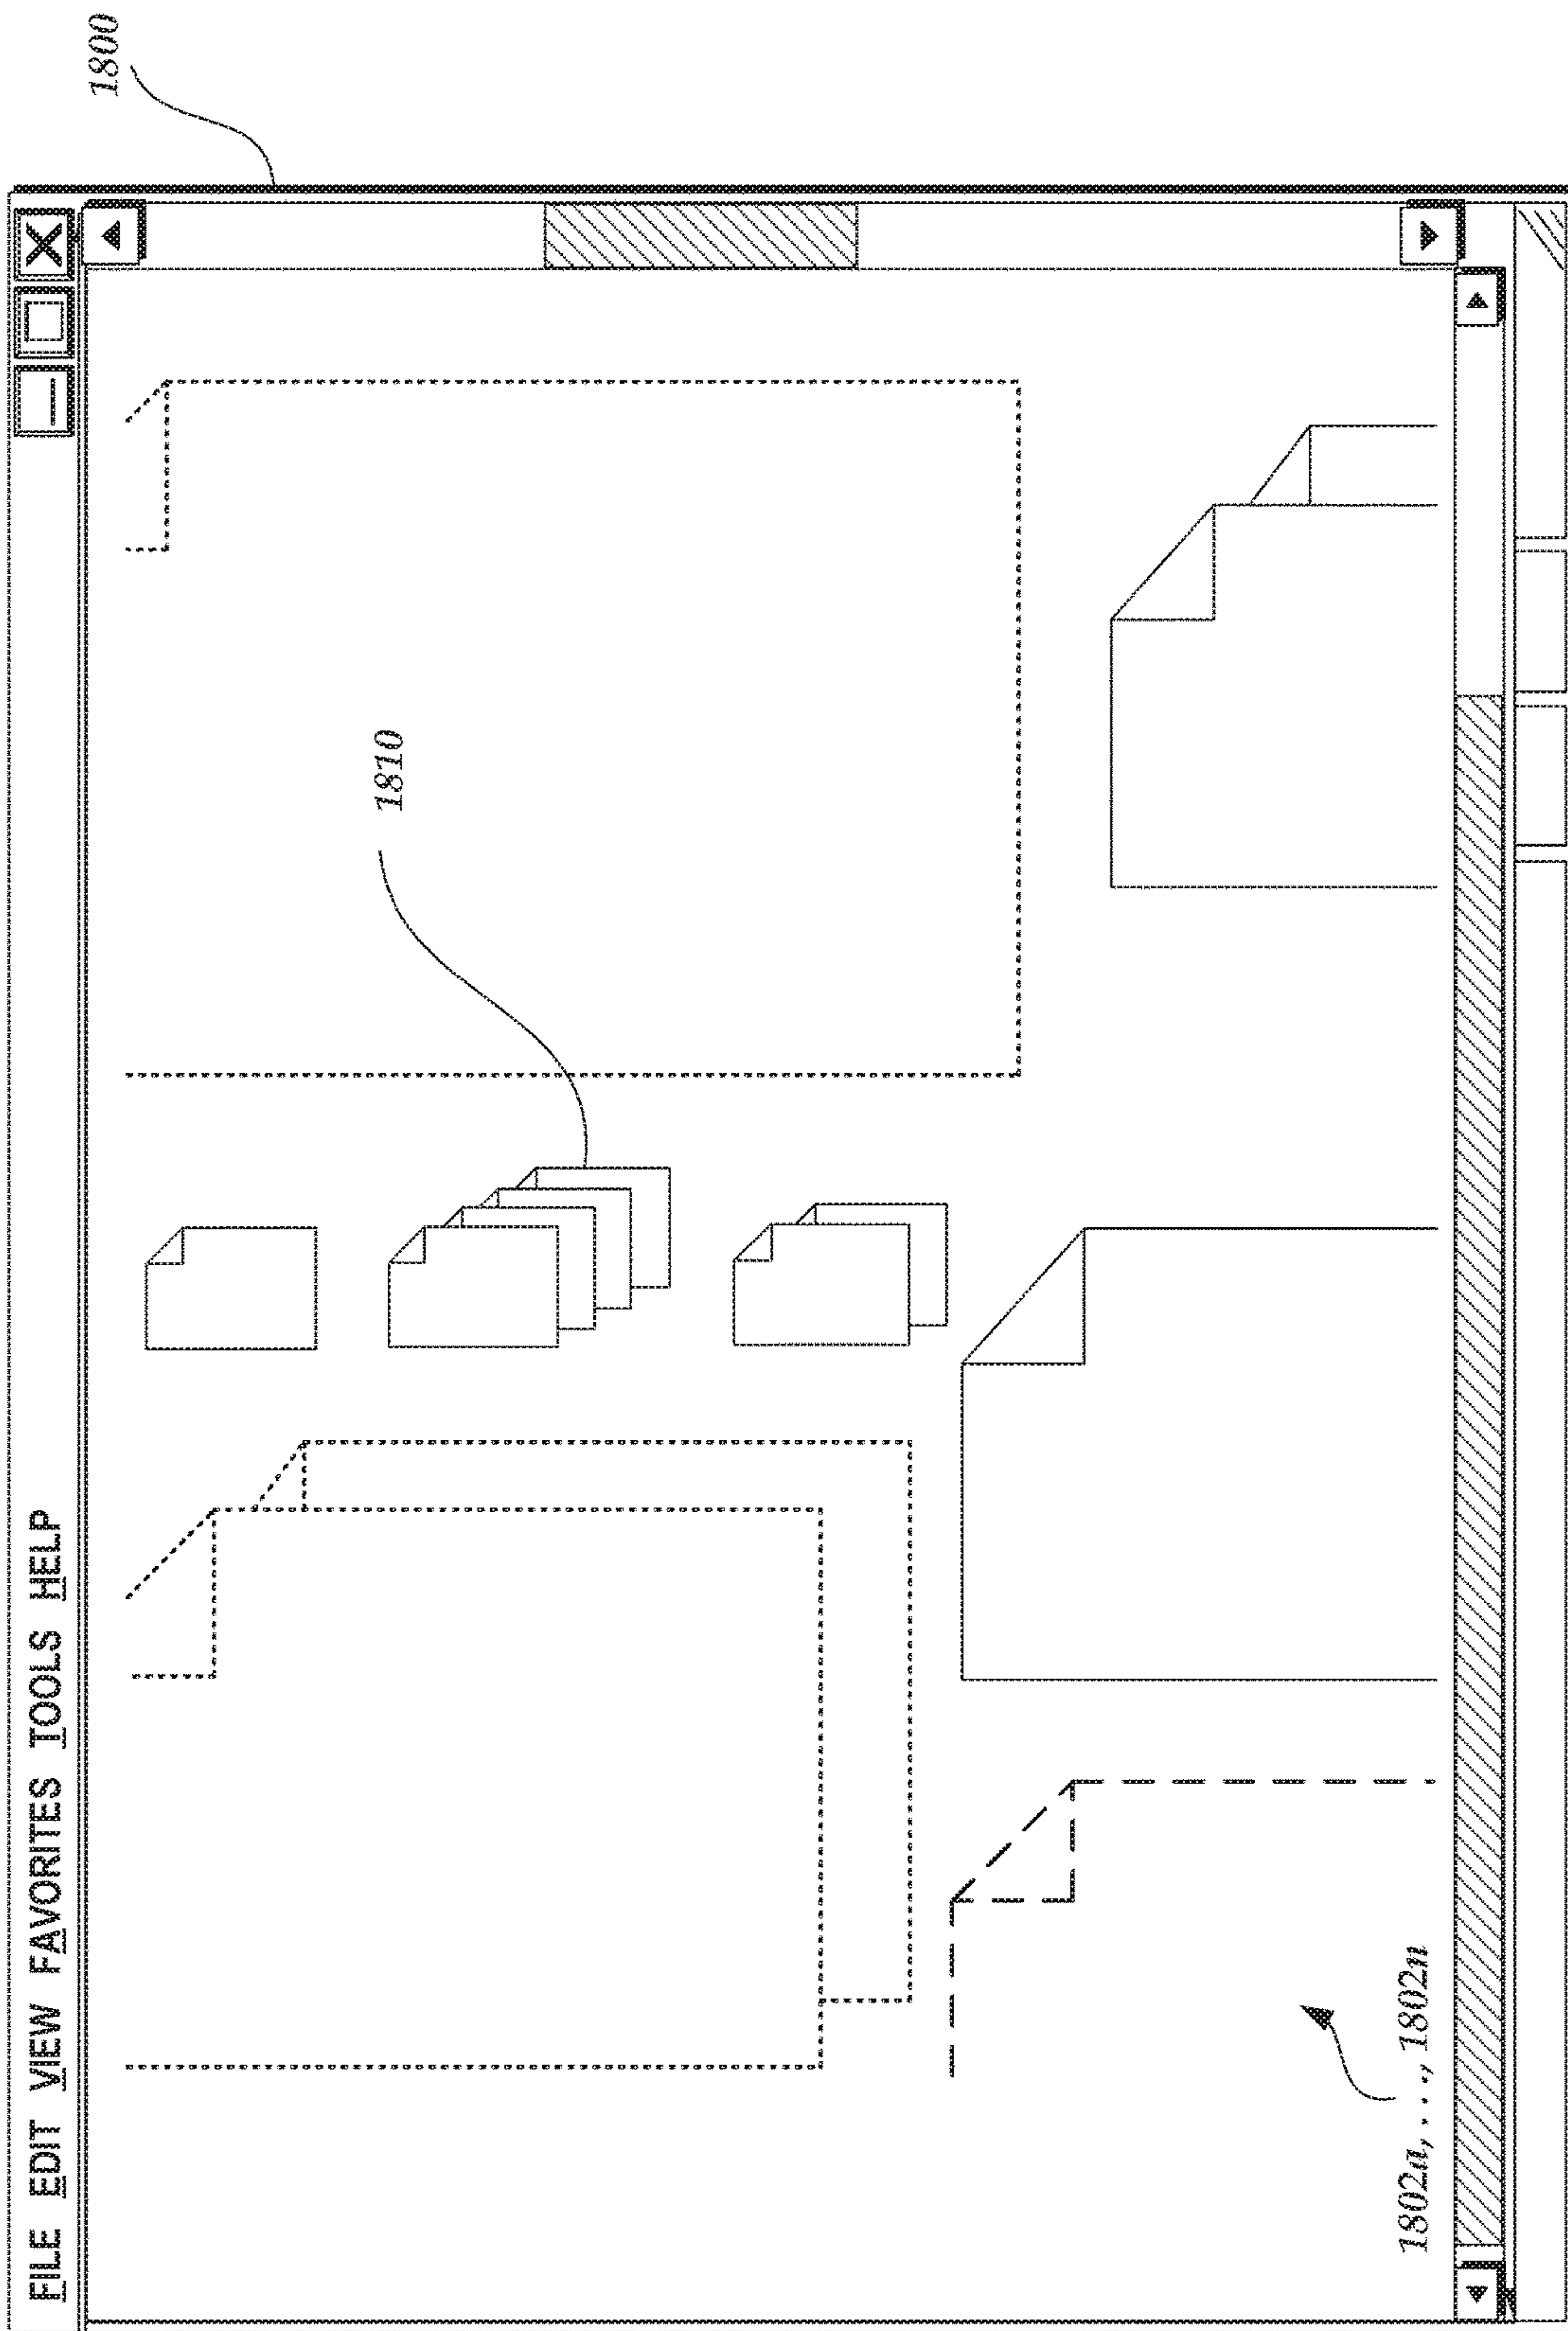 FILE EDIT VIEW FAVORITES TOOLS HELP
1800
1810
1802a, . . ., 1802n